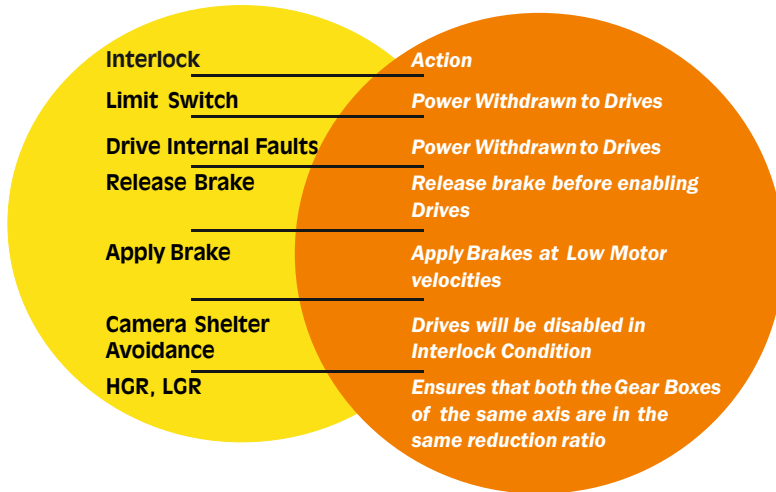 Interlock Action
Limit Switch Power Withdrawn to Drives
Drive Internal Faults Power Withdrawn to Drives
Release Brake Release brake before enabling
Drives
Apply Brake Apply Brakes at Low Motor
velocities
Camera Shelter Drives will be disabled in
Avoidance Interlock Condition
HGR, LGR Ensures that both the Gear Boxes
of the same axis are in the
same reduction ratio